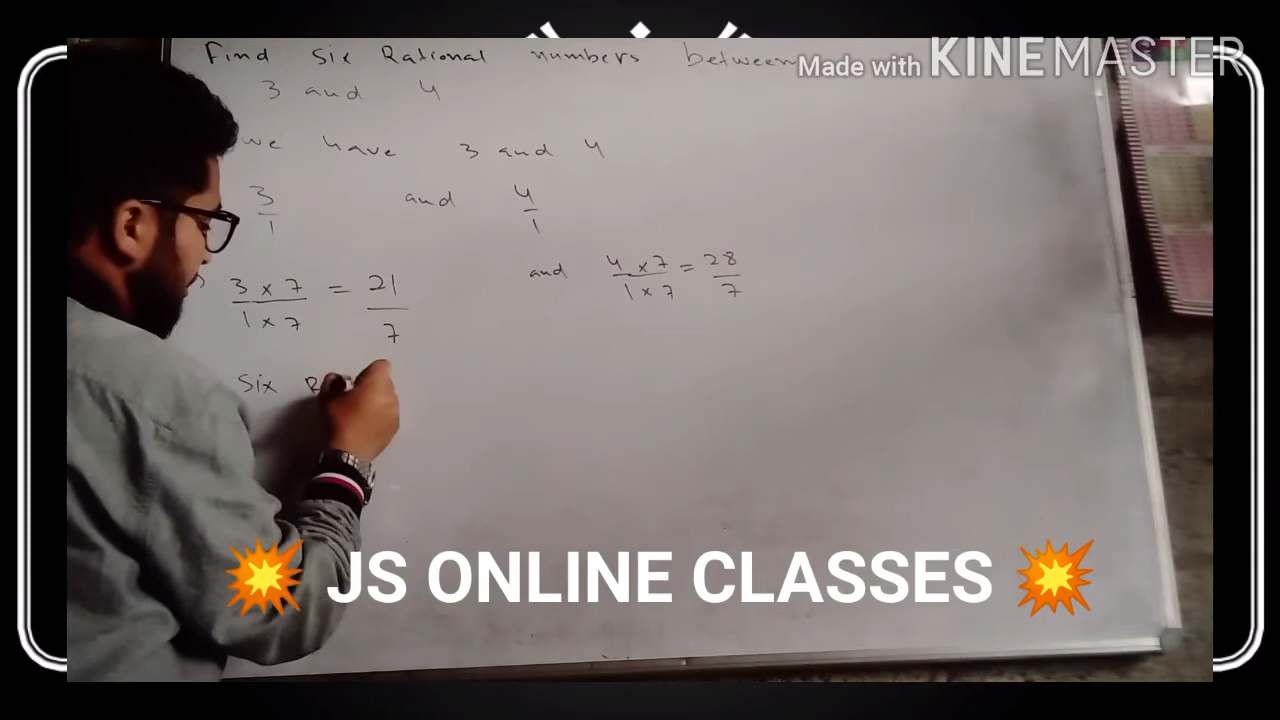 Find Six Rational numbers between
Made with KINEMASTER
3 and 4
we have 3 and 4
3/1 and 4/1
3 x 7 / 1 x 7 = 21 / 7 and 4 x 7 / 1 x 7 = 28 / 7
Six
💥 JS ONLINE CLASSES 💥